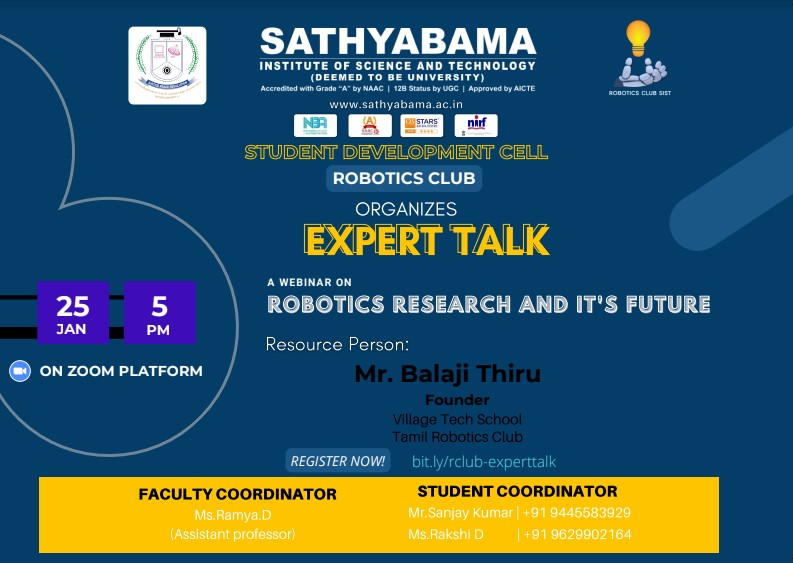 SATHYABAMA
INSTITUTE OF SCIENCE AND TECHNOLOGY
(DEEMED TO BE UNIVERSITY)
Accredited with Grade "A" by NAAC | 12B Status by UGC | Approved by AICTE
www.sathyabama.ac.in
ROBOTICS CLUB SIST
NBA
STARS
nirf
STUDENT DEVELOPMENT CELL
ROBOTICS CLUB
ORGANIZES
EXPERT TALK
A WEBINAR ON
ROBOTICS RESEARCH AND IT'S FUTURE
25
JAN
5
PM
ON ZOOM PLATFORM
Resource Person:
Mr. Balaji Thiru
Founder
Village Tech School
Tamil Robotics Club
REGISTER NOW! bit.ly/rclub-experttalk
FACULTY COORDINATOR
Ms.Ramya.D
(Assistant professor)
STUDENT COORDINATOR
Mr.Sanjay Kumar | +91 9445583929
Ms.Rakshi D | +91 9629902164